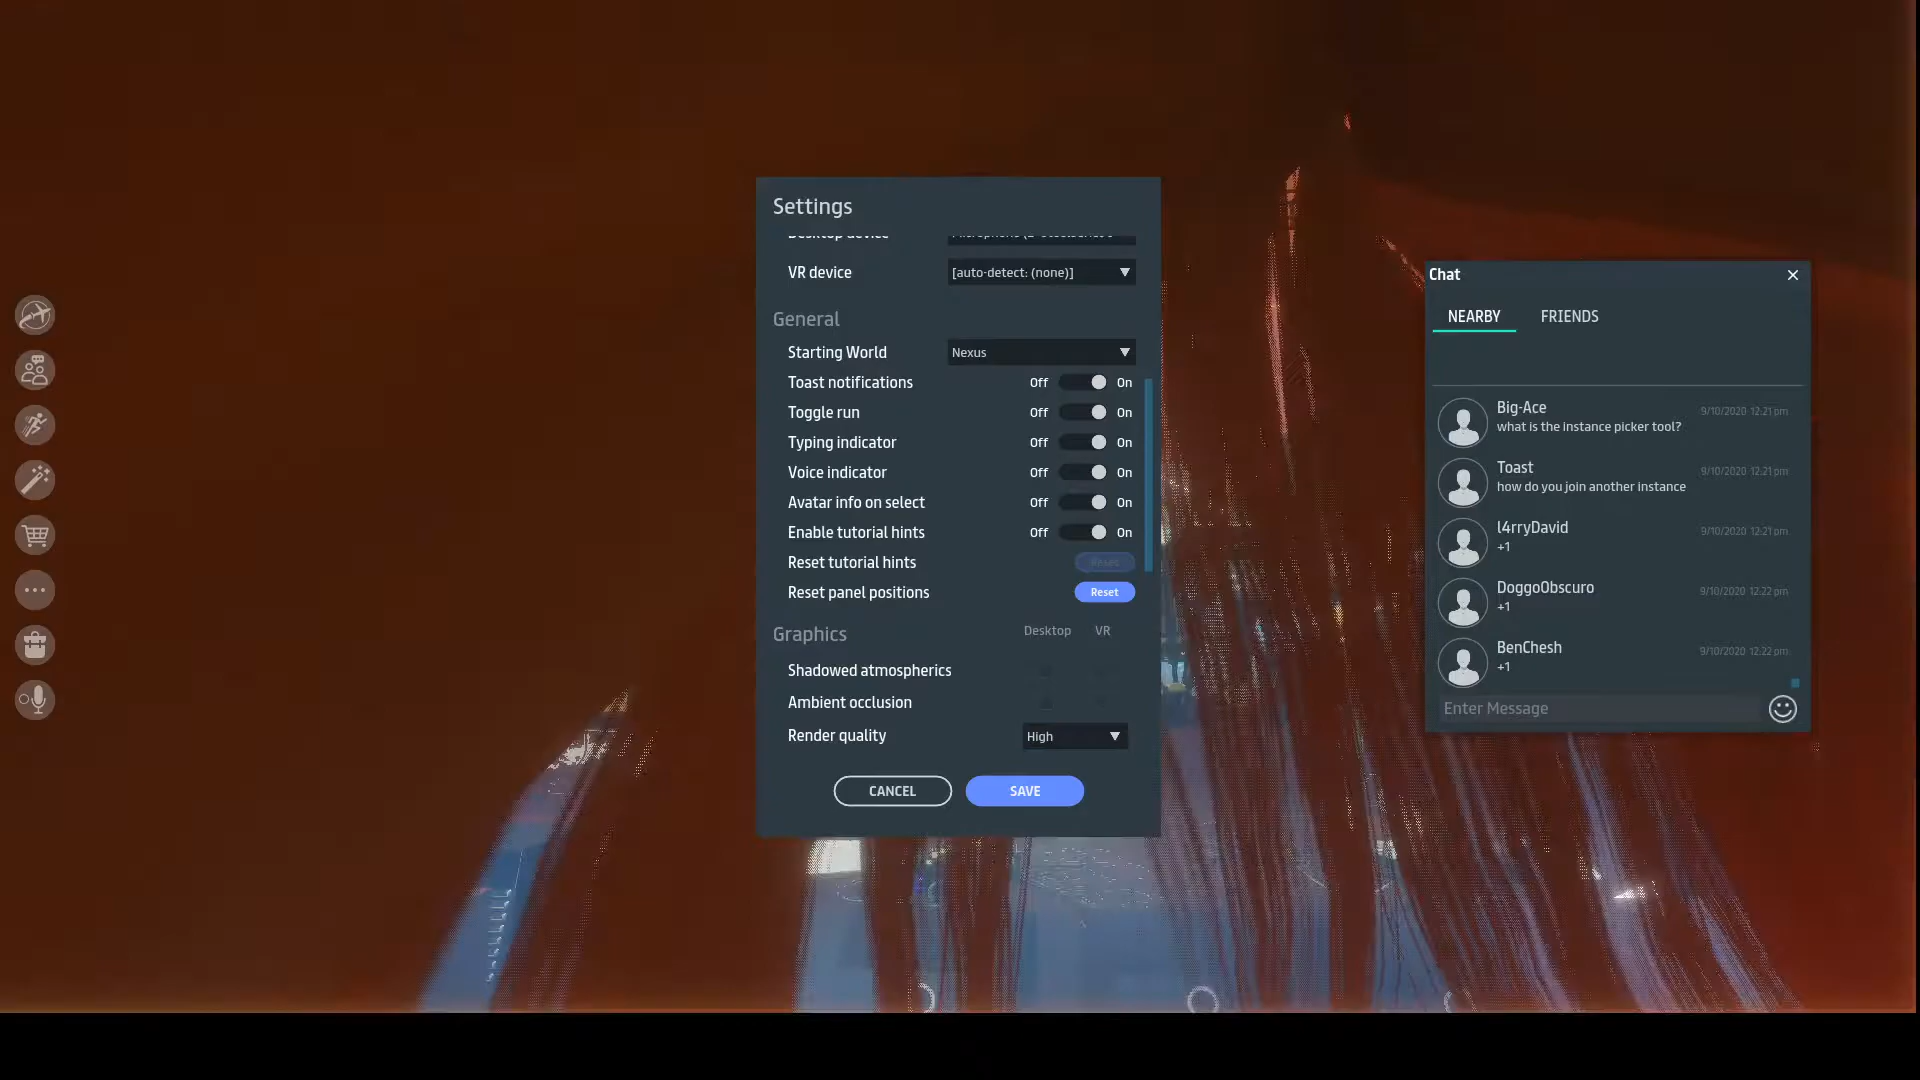 Settings
Desktop device
VR device [auto-detect: (none)]
General
Starting World Nexus
Toast notifications Off On
Toggle run Off On
Typing indicator Off On
Voice indicator Off On
Avatar info on select Off On
Enable tutorial hints Off On
Reset tutorial hints Reset
Reset panel positions Reset
Graphics Desktop VR
Shadowed atmospherics
Ambient occlusion
Render quality High
CANCEL SAVE
Chat
NEARBY FRIENDS
Big-Ace 9/10/2020 12:21 pm
what is the instance picker tool?
Toast 9/10/2020 12:21 pm
how do you join another instance
l4rryDavid 9/10/2020 12:21 pm
+1
DoggoObscuro 9/10/2020 12:22 pm
+1
BenChesh 9/10/2020 12:22 pm
+1
Enter Message